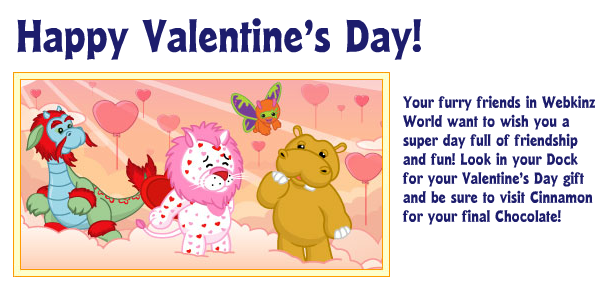 Happy Valentine's Day!
Your furry friends in Webkinz
World want to wish you a
super day full of friendship
and fun! Look in your Dock
for your Valentine's Day gift
and be sure to visit Cinnamon
for your final Chocolate!